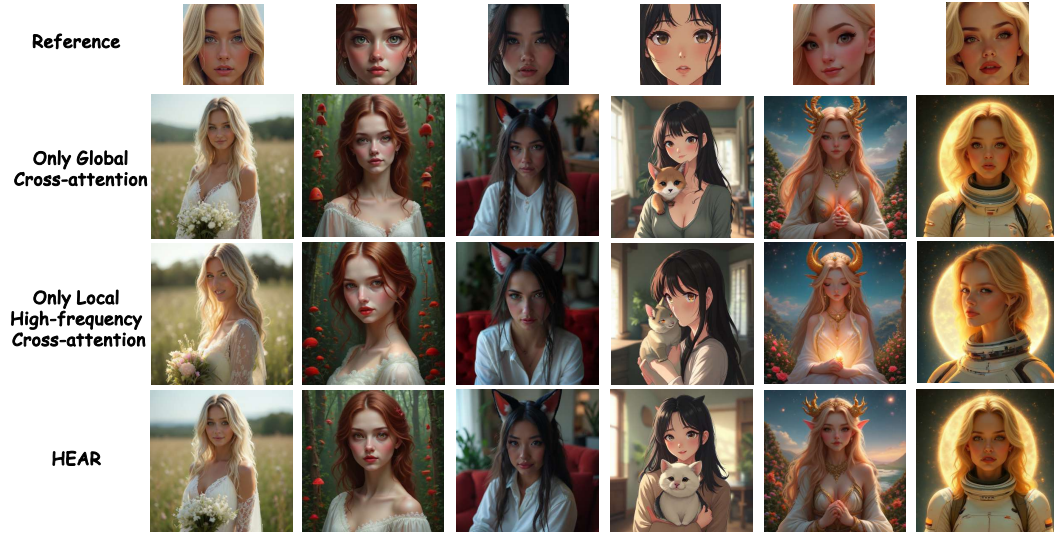 Reference
Only Global
Cross-attention
Only Local
High-frequency
Cross-attention
HEAR